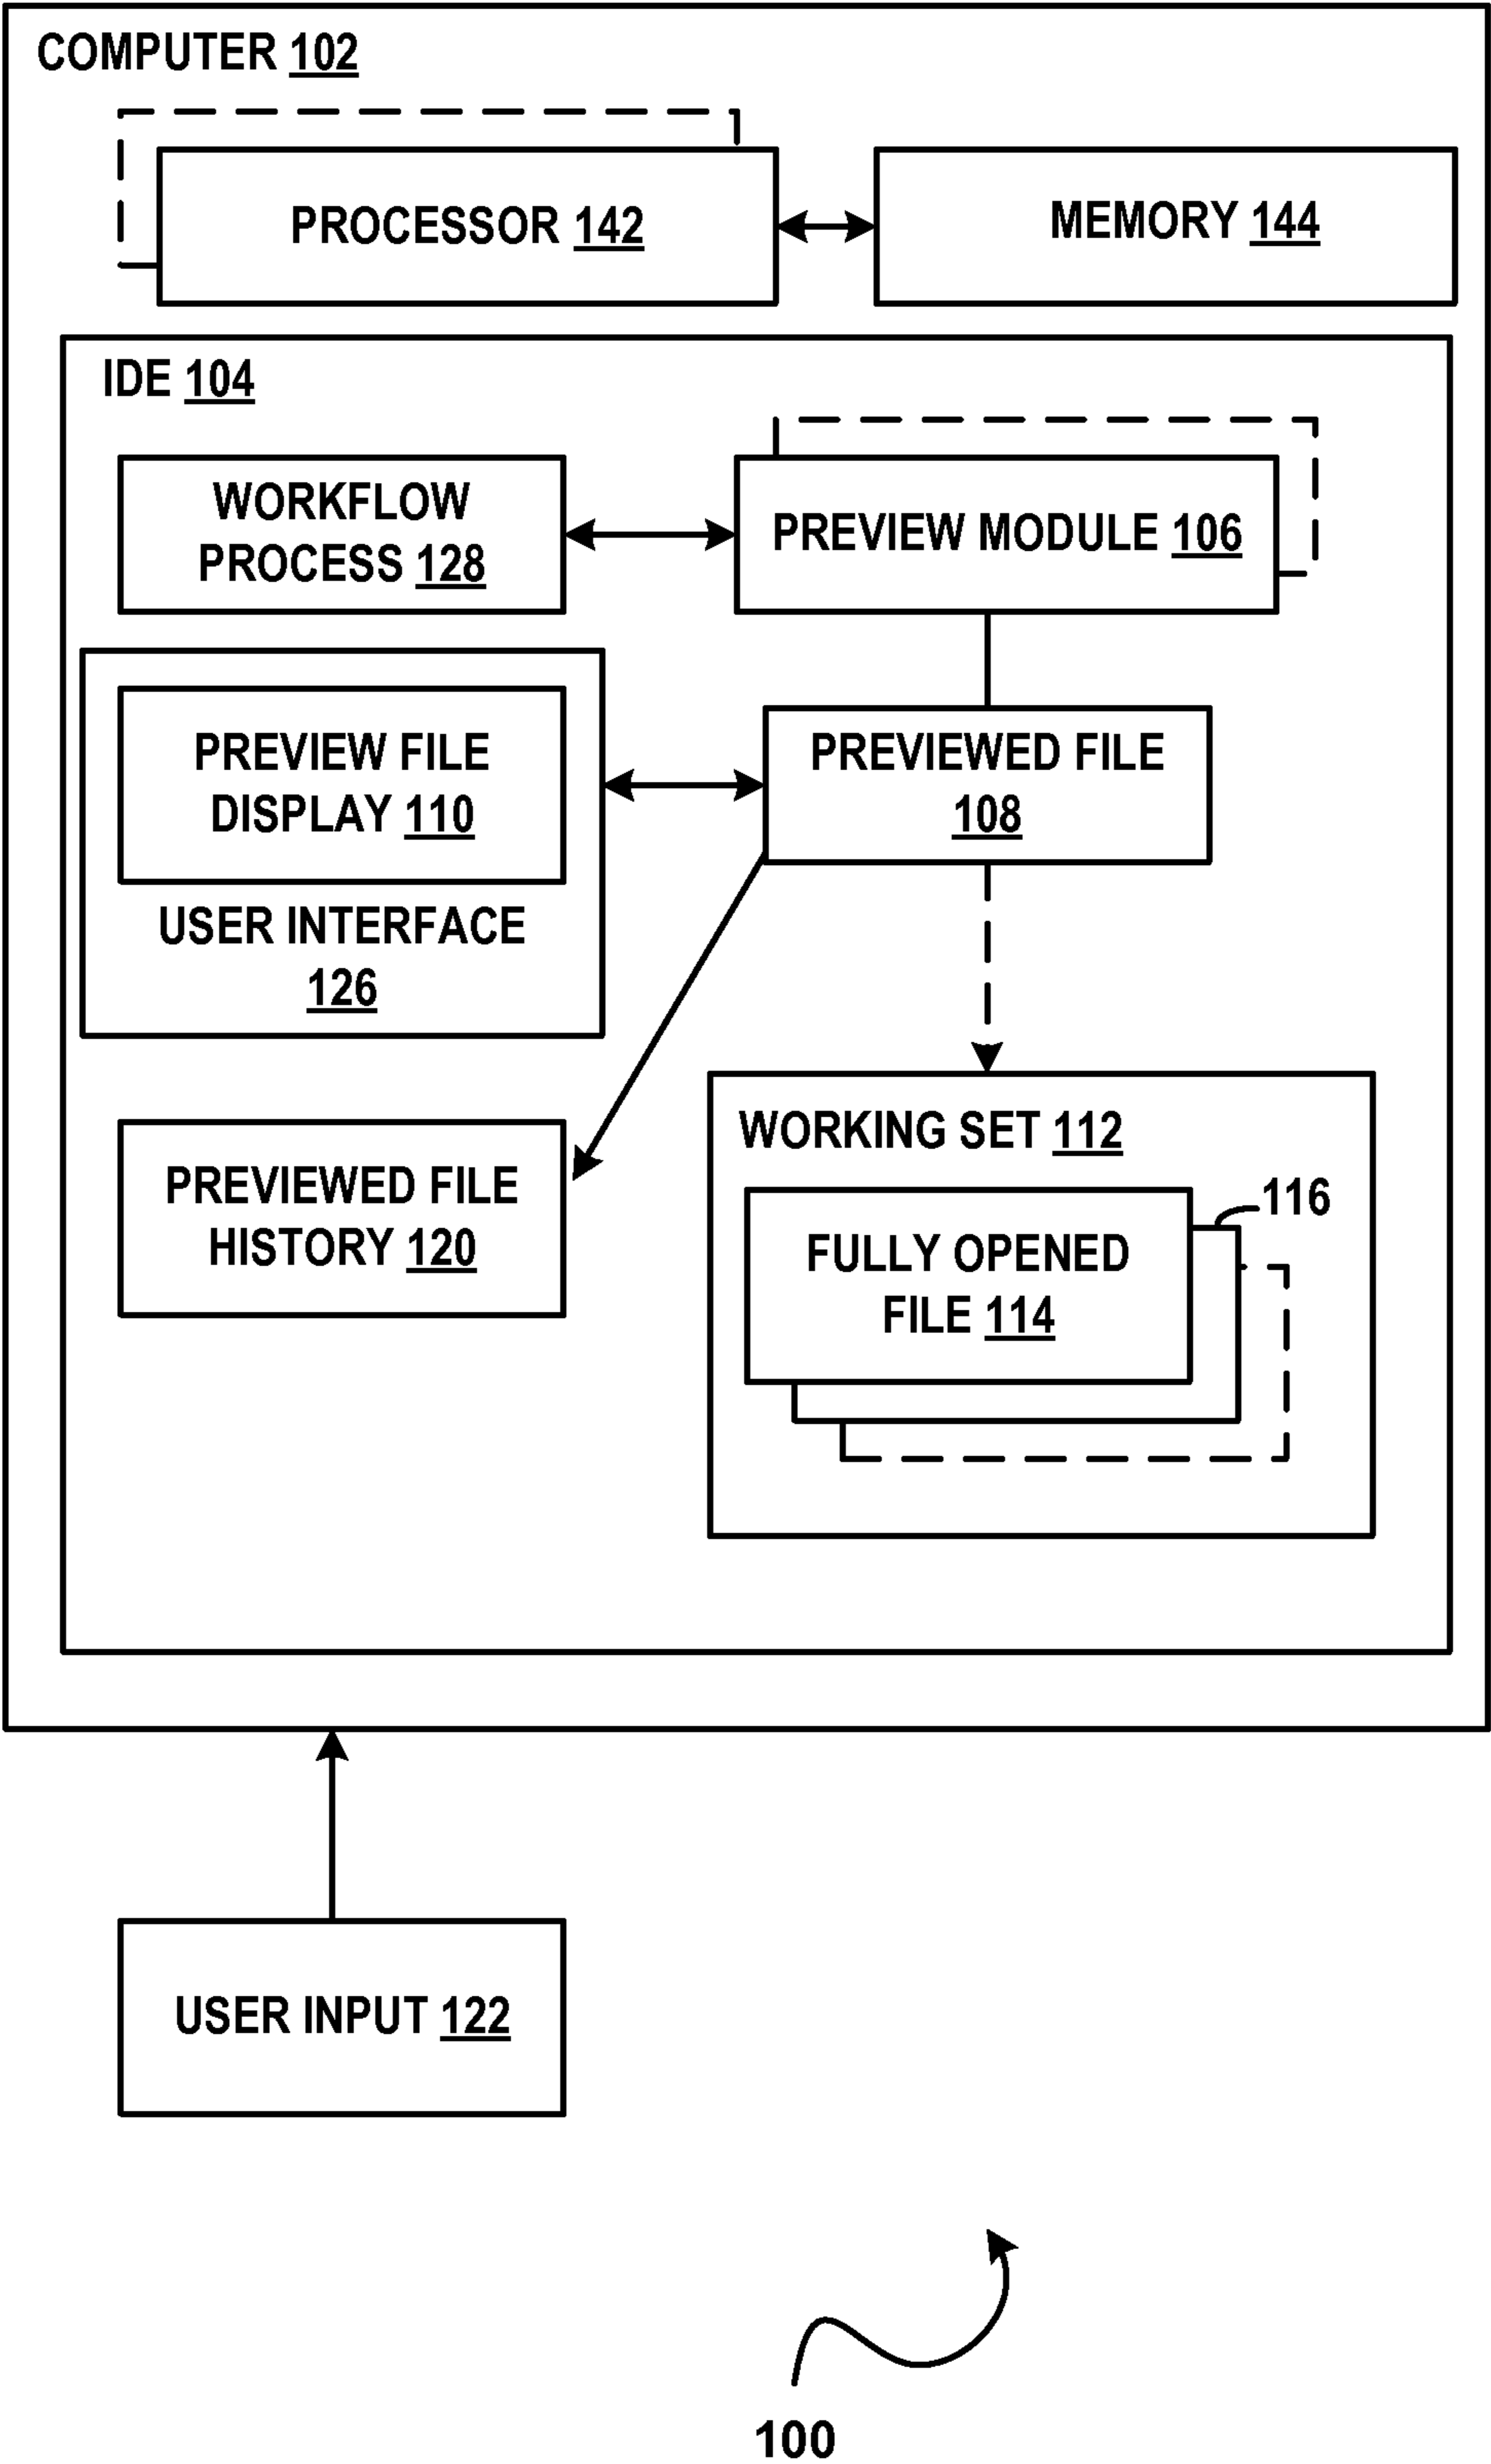 COMPUTER 102
PROCESSOR 142
MEMORY 144
IDE 104
WORKFLOW
PROCESS 128
PREVIEW MODULE 106
PREVIEW FILE
DISPLAY 110
USER INTERFACE
126
PREVIEWED FILE
108
PREVIEWED FILE
HISTORY 120
WORKING SET 112
116
FULLY OPENED
FILE 114
USER INPUT 122
100